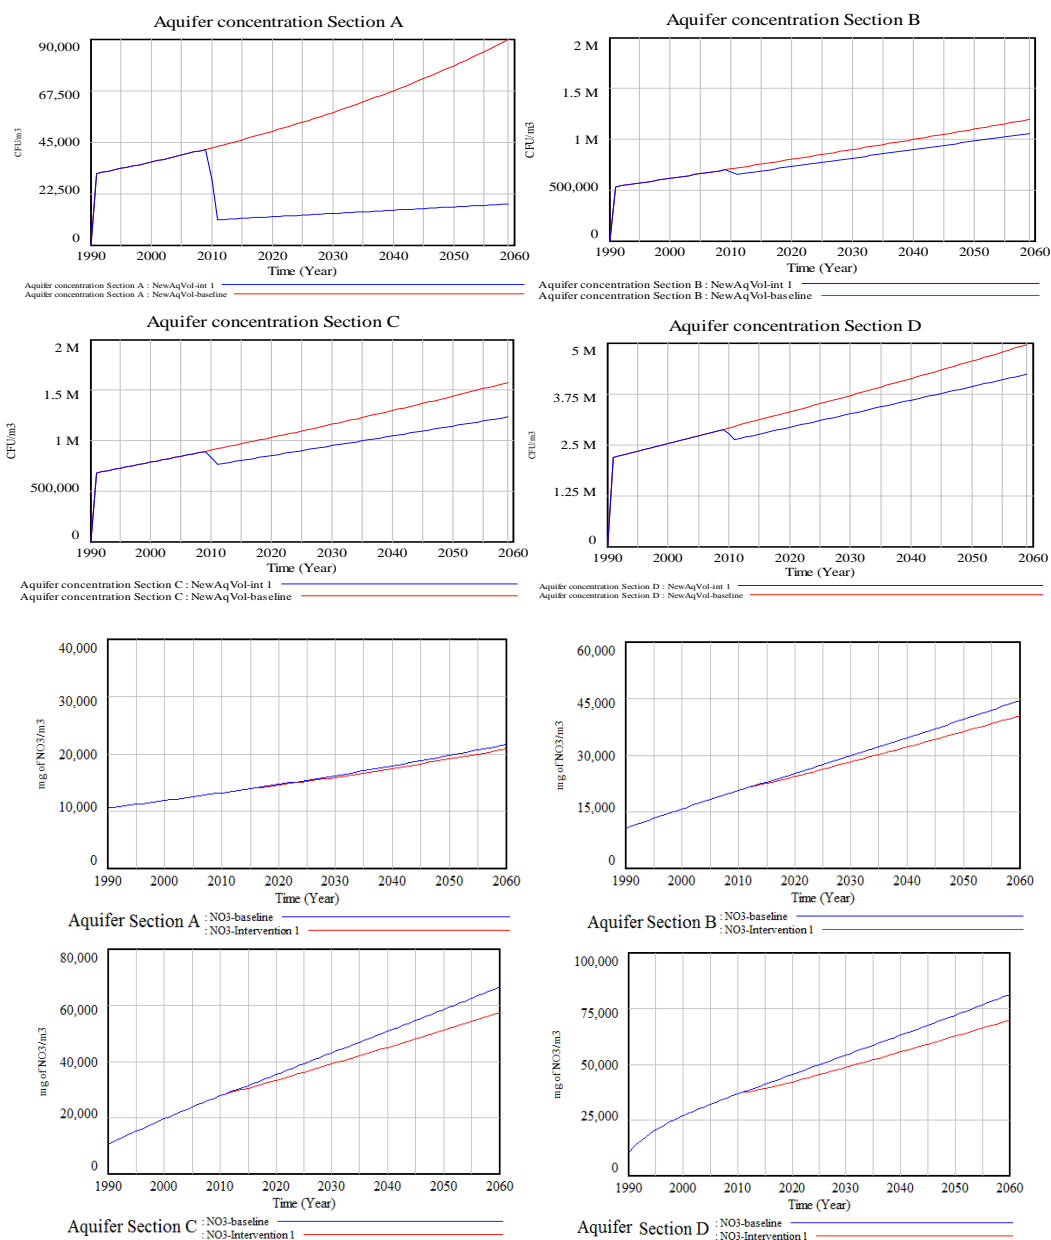 Aquifer concentration Section A
90,000
67,500
45,000
22,500
0
CFU/m3
1990 2000 2010 2020 2030 2040 2050 2060
Time (Year)
Aquifer concentration Section A : NewAqVol-int 1
Aquifer concentration Section A : NewAqVol-baseline
Aquifer concentration Section B
2 M
1.5 M
1 M
500,000
0
CFU/m3
1990 2000 2010 2020 2030 2040 2050 2060
Time (Year)
Aquifer concentration Section B : NewAqVol-int 1
Aquifer concentration Section B : NewAqVol-baseline
Aquifer concentration Section C
2 M
1.5 M
1 M
500,000
0
CFU/m3
1990 2000 2010 2020 2030 2040 2050 2060
Time (Year)
Aquifer concentration Section C : NewAqVol-int 1
Aquifer concentration Section C : NewAqVol-baseline
Aquifer concentration Section D
5 M
3.75 M
2.5 M
1.25 M
0
CFU/m3
1990 2000 2010 2020 2030 2040 2050 2060
Time (Year)
Aquifer concentration Section D : NewAqVol-int 1
Aquifer concentration Section D : NewAqVol-baseline
40,000
30,000
20,000
10,000
0
mg of NO3/m3
1990 2000 2010 2020 2030 2040 2050 2060
Time (Year)
Aquifer Section A : NO3-baseline
: NO3-Intervention 1
60,000
45,000
30,000
15,000
0
mg of NO3/m3
1990 2000 2010 2020 2030 2040 2050 2060
Time (Year)
Aquifer Section B : NO3-baseline
: NO3-Intervention 1
80,000
60,000
40,000
20,000
0
mg of NO3/m3
1990 2000 2010 2020 2030 2040 2050 2060
Time (Year)
Aquifer Section C : NO3-baseline
: NO3-Intervention 1
100,000
75,000
50,000
25,000
0
mg of NO3/m3
1990 2000 2010 2020 2030 2040 2050 2060
Time (Year)
Aquifer Section D : NO3-baseline
: NO3-Intervention 1